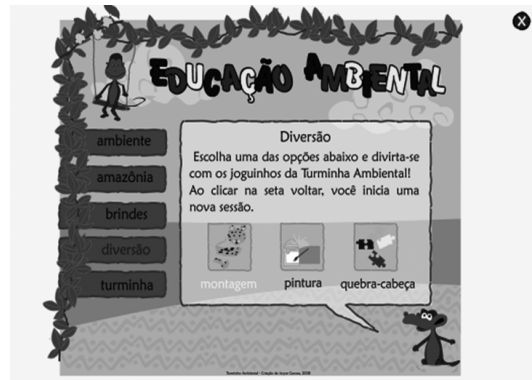 EDUCAÇÃO AMBIENTAL
ambiente
amazônia
brindes
diversão
turminha
Diversão
Escolha uma das opções abaixo e divirta-se
com os joguinhos da Turminha Ambiental!
Ao clicar na seta voltar, você inicia uma
nova sessão.
montagem
pintura
quebra-cabeça
X